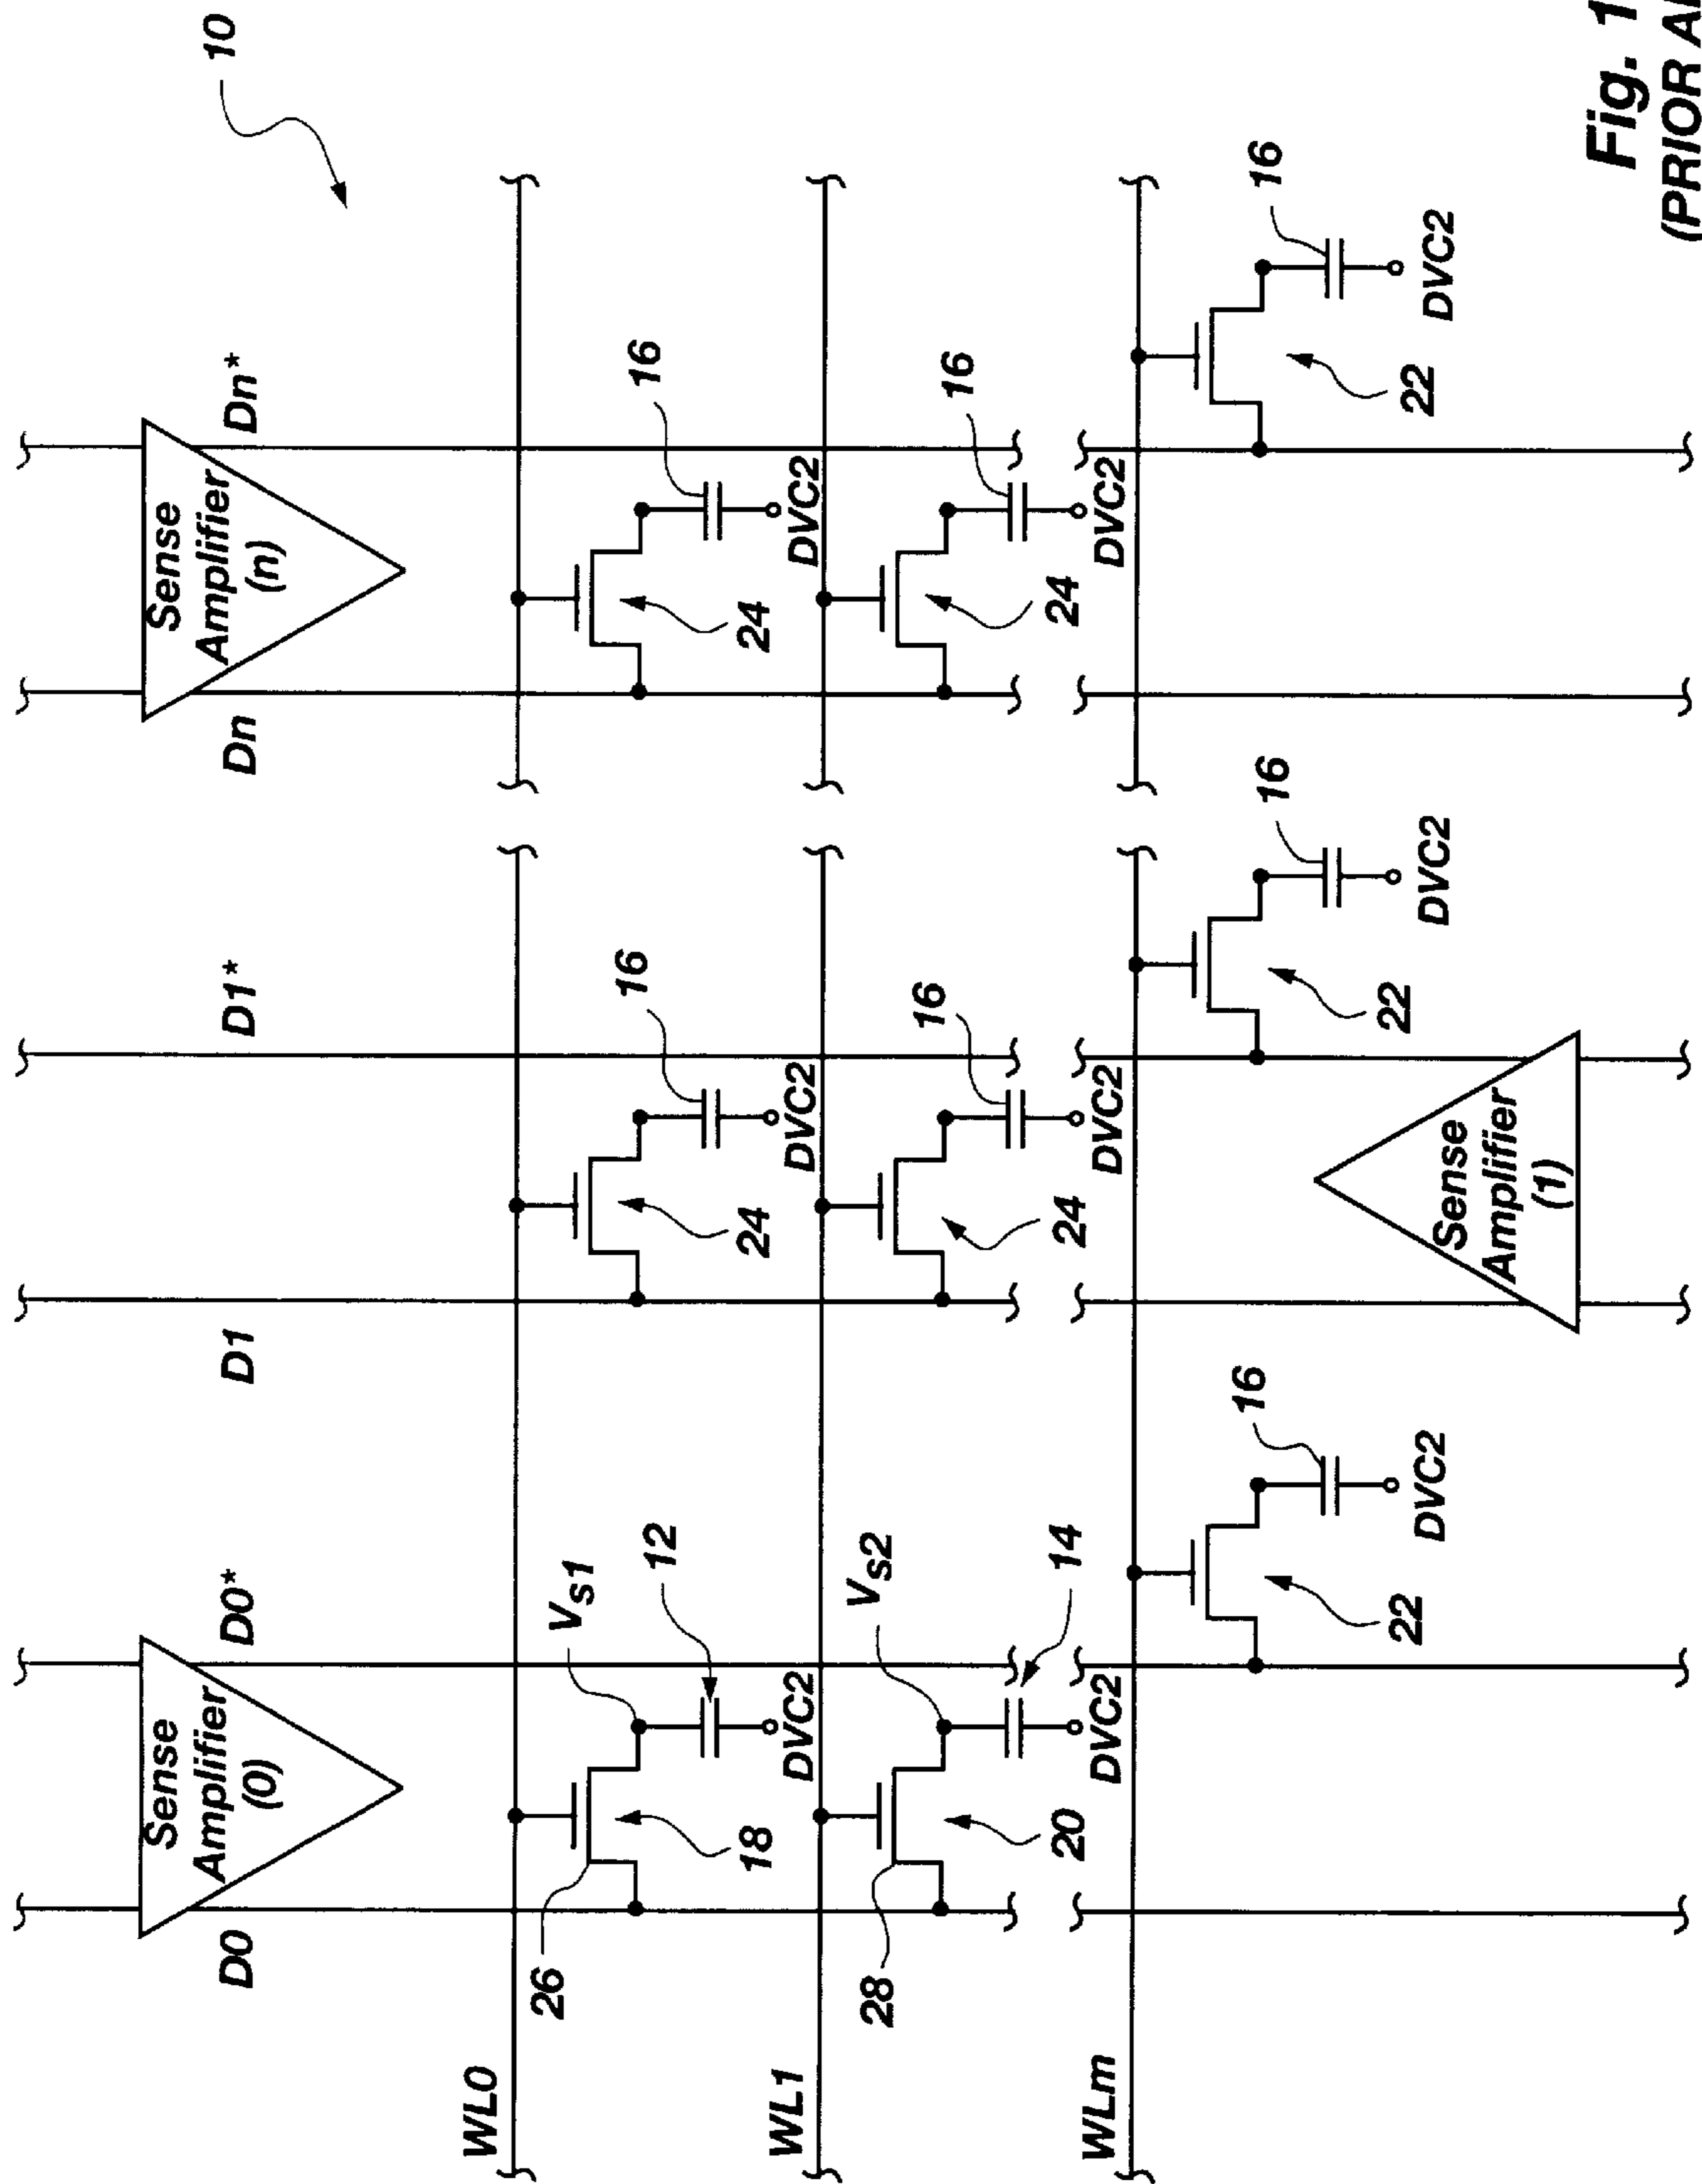 10
Sense
Amplifier
(0)
Sense
Amplifier
(n)
D0
D0*
D1
D1*
Dn
Dn*
WL0
26
Vs1
12
16
16
18
24
24
DVC2
DVC2
DVC2
WL1
28
Vs2
14
16
16
20
24
24
DVC2
DVC2
DVC2
WLm
16
16
16
22
22
22
DVC2
DVC2
DVC2
Sense
Amplifier
(1)
Fig. 1
(PRIOR